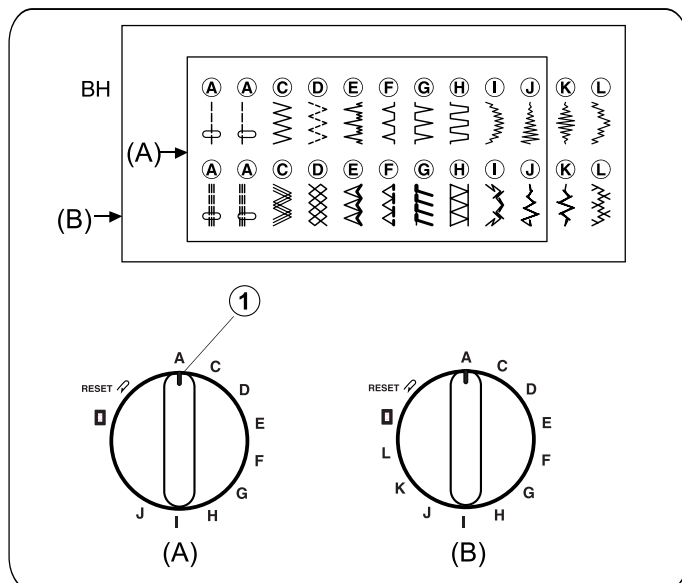 BH
A A C D E F G H I J K L
(A)
A A C D E F G H I J K L
(B)
1
A
C
D
E
F
G
H
I
J
RESET
(A)
A
C
D
E
F
G
H
I
J
K
L
RESET
(B)